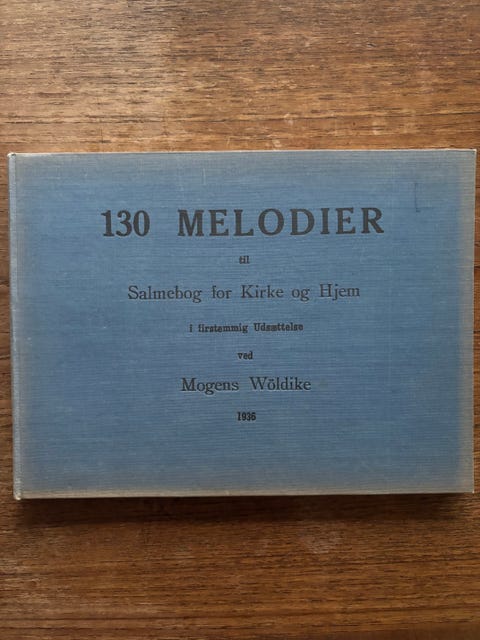 130 MELODIER
til
Salmebog for Kirke og Hjem
i firstemmig Udsættelse
ved
Mogens Wöldike
1936